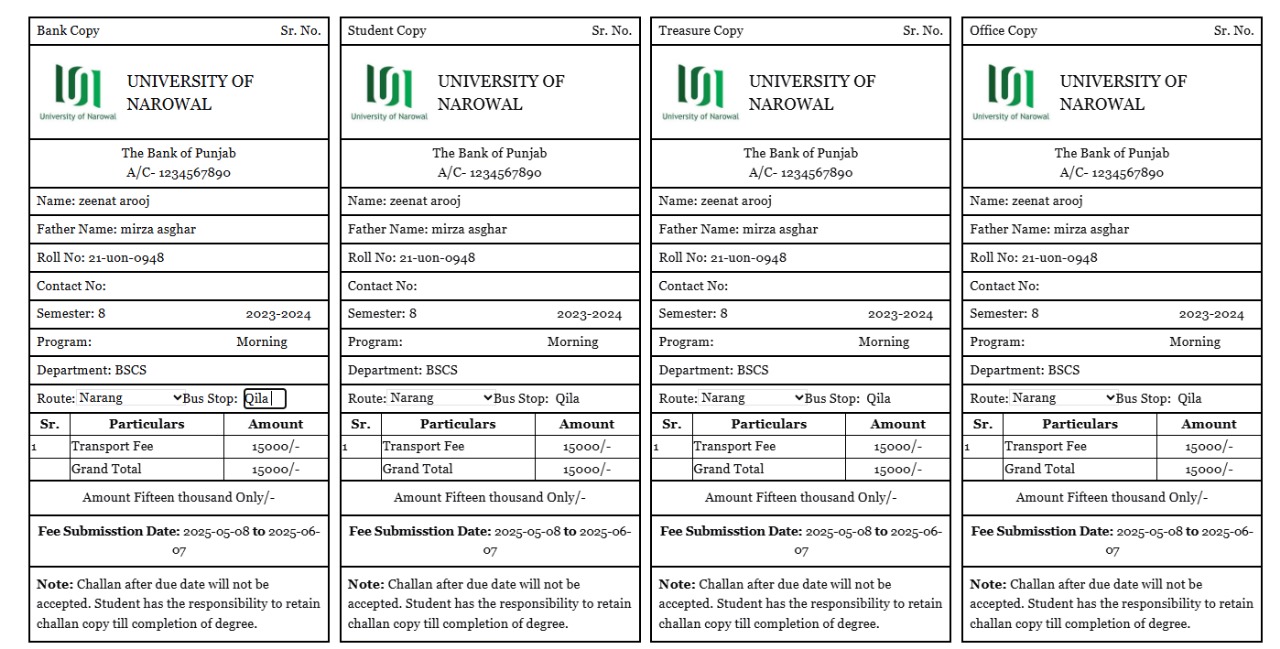 Bank Copy Sr. No.
University of Narowal
UNIVERSITY OF
NAROWAL
The Bank of Punjab
A/C- 1234567890
Name: zeenat arooj
Father Name: mirza asghar
Roll No: 21-uon-0948
Contact No:
Semester: 8 2023-2024
Program: Morning
Department: BSCS
Route: Narang Bus Stop: Qila
Sr. Particulars Amount
1 Transport Fee 15000/-
Grand Total 15000/-
Amount Fifteen thousand Only/-
Fee Submisstion Date: 2025-05-08 to 2025-06-
07
Note: Challan after due date will not be
accepted. Student has the responsibility to retain
challan copy till completion of degree.
Student Copy Sr. No.
University of Narowal
UNIVERSITY OF
NAROWAL
The Bank of Punjab
A/C- 1234567890
Name: zeenat arooj
Father Name: mirza asghar
Roll No: 21-uon-0948
Contact No:
Semester: 8 2023-2024
Program: Morning
Department: BSCS
Route: Narang Bus Stop: Qila
Sr. Particulars Amount
1 Transport Fee 15000/-
Grand Total 15000/-
Amount Fifteen thousand Only/-
Fee Submisstion Date: 2025-05-08 to 2025-06-
07
Note: Challan after due date will not be
accepted. Student has the responsibility to retain
challan copy till completion of degree.
Treasure Copy Sr. No.
University of Narowal
UNIVERSITY OF
NAROWAL
The Bank of Punjab
A/C- 1234567890
Name: zeenat arooj
Father Name: mirza asghar
Roll No: 21-uon-0948
Contact No:
Semester: 8 2023-2024
Program: Morning
Department: BSCS
Route: Narang Bus Stop: Qila
Sr. Particulars Amount
1 Transport Fee 15000/-
Grand Total 15000/-
Amount Fifteen thousand Only/-
Fee Submisstion Date: 2025-05-08 to 2025-06-
07
Note: Challan after due date will not be
accepted. Student has the responsibility to retain
challan copy till completion of degree.
Office Copy Sr. No.
University of Narowal
UNIVERSITY OF
NAROWAL
The Bank of Punjab
A/C- 1234567890
Name: zeenat arooj
Father Name: mirza asghar
Roll No: 21-uon-0948
Contact No:
Semester: 8 2023-2024
Program: Morning
Department: BSCS
Route: Narang Bus Stop: Qila
Sr. Particulars Amount
1 Transport Fee 15000/-
Grand Total 15000/-
Amount Fifteen thousand Only/-
Fee Submisstion Date: 2025-05-08 to 2025-06-
07
Note: Challan after due date will not be
accepted. Student has the responsibility to retain
challan copy till completion of degree.